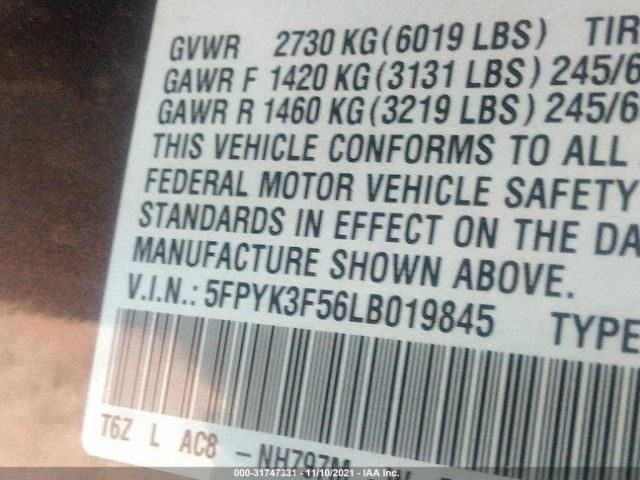 GVWR 2730 KG(6019 LBS) TIR
GAWR F 1420 KG(3131 LBS) 245/6
GAWR R 1460 KG(3219 LBS) 245/6
THIS VEHICLE CONFORMS TO ALL
FEDERAL MOTOR VEHICLE SAFETY
STANDARDS IN EFFECT ON THE DA
MANUFACTURE SHOWN ABOVE.
V.I.N.: 5FPYK3F56LB019845 TYPE
T6Z L AC8 - NH797M
000-31747331 - 11/10/2021 - IAA Inc.